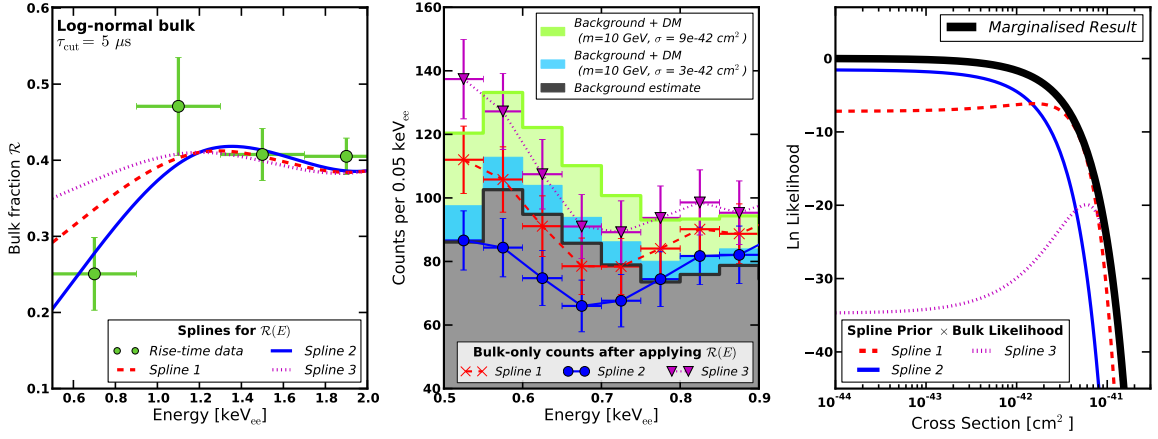 Log-normal bulk
τcut = 5 μs
Bulk fraction R
0.5
0.4
0.3
0.2
0.1
0.6 0.8 1.0 1.2 1.4 1.6 1.8 2.0
Energy [keVee]
Splines for R(E)
Rise-time data
Spline 1
Spline 2
Spline 3
Counts per 0.05 keVee
160
140
120
100
80
60
40
0.5 0.6 0.7 0.8 0.9
Energy [keVee]
Background + DM
(m=10 GeV, σ = 9e-42 cm²)
Background + DM
(m=10 GeV, σ = 3e-42 cm²)
Background estimate
Bulk-only counts after applying R(E)
Spline 1 Spline 2 Spline 3
Ln Likelihood
0
−10
−20
−30
−40
10⁻⁴⁴ 10⁻⁴³ 10⁻⁴² 10⁻⁴¹
Cross Section [cm²]
Marginalised Result
Spline Prior × Bulk Likelihood
Spline 1
Spline 2
Spline 3